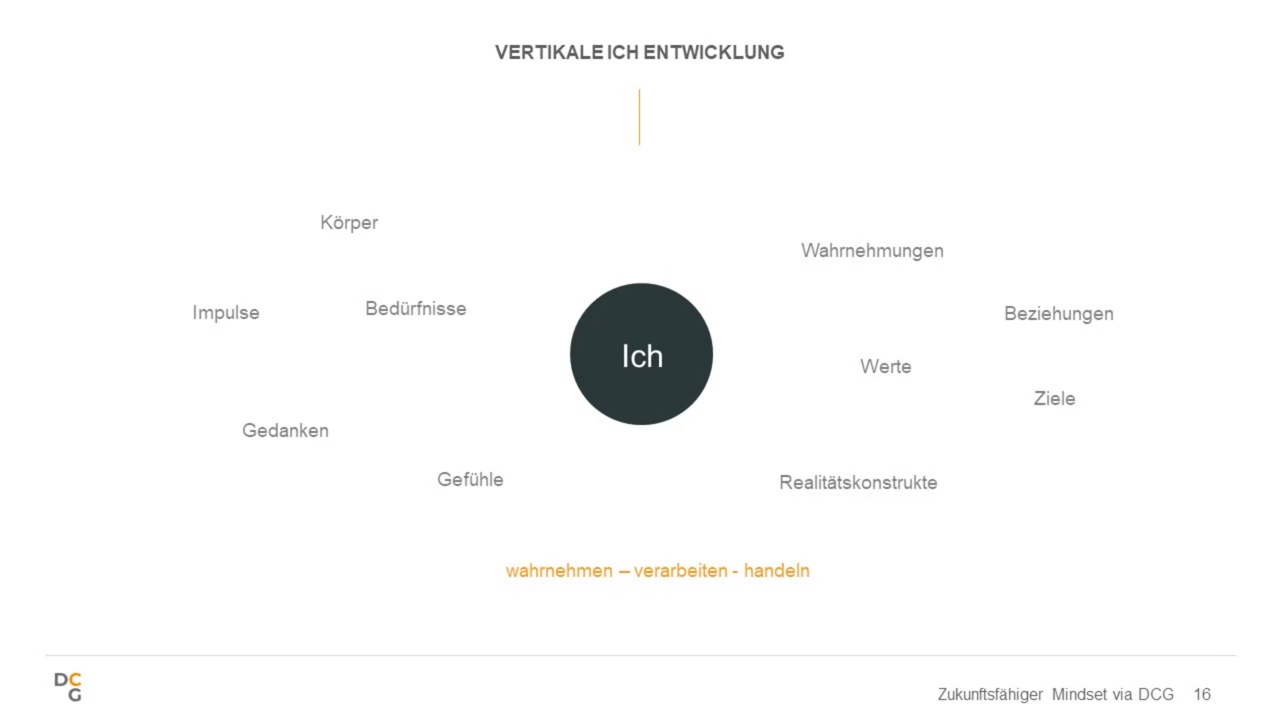 VERTIKALE ICH ENTWICKLUNG
Körper
Wahrnehmungen
Impulse
Bedürfnisse
Beziehungen
Ich
Werte
Ziele
Gedanken
Gefühle
Realitätskonstrukte
wahrnehmen – verarbeiten - handeln
DC
G
Zukunftsfähiger Mindset via DCG 16